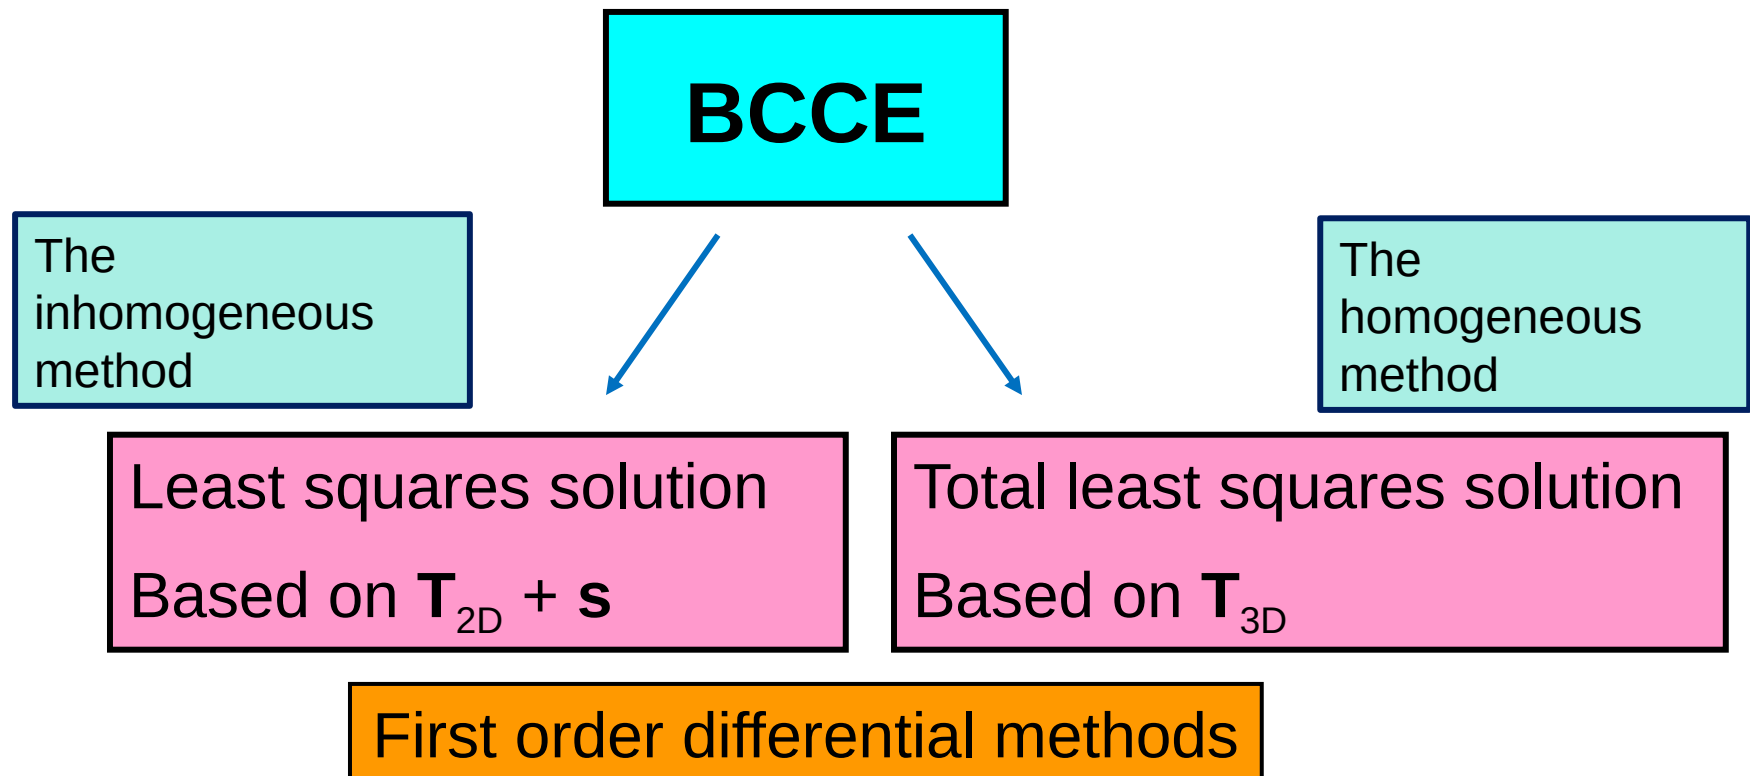 BCCE
The
inhomogeneous
method
The
homogeneous
method
Least squares solution
Based on T2D + s
Total least squares solution
Based on T3D
First order differential methods